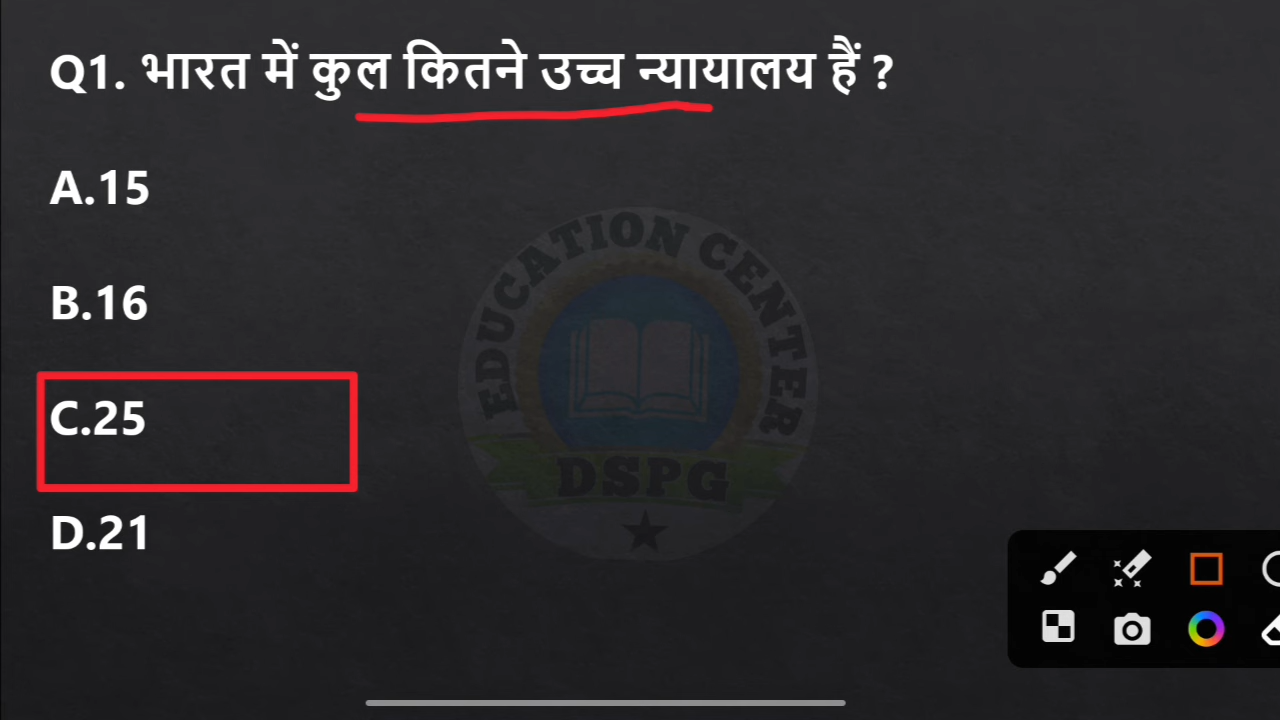 Q1. भारत में कुल कितने उच्च न्यायालय हैं ?
A.15
B.16
C.25
D.21
EDUCATION CENTER
DSPG